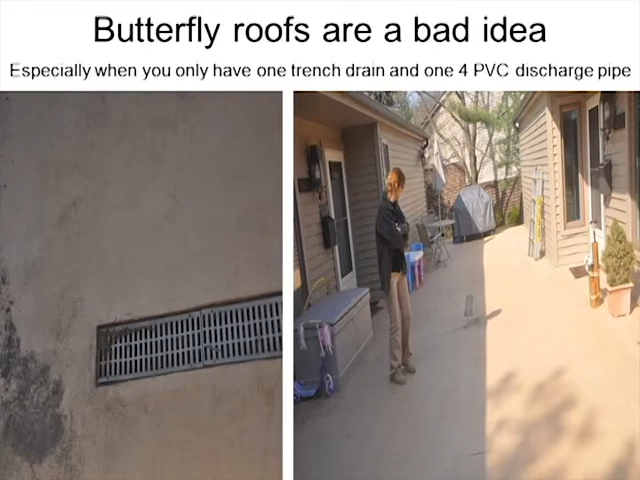 Butterfly roofs are a bad idea
Especially when you only have one trench drain and one 4 PVC discharge pipe